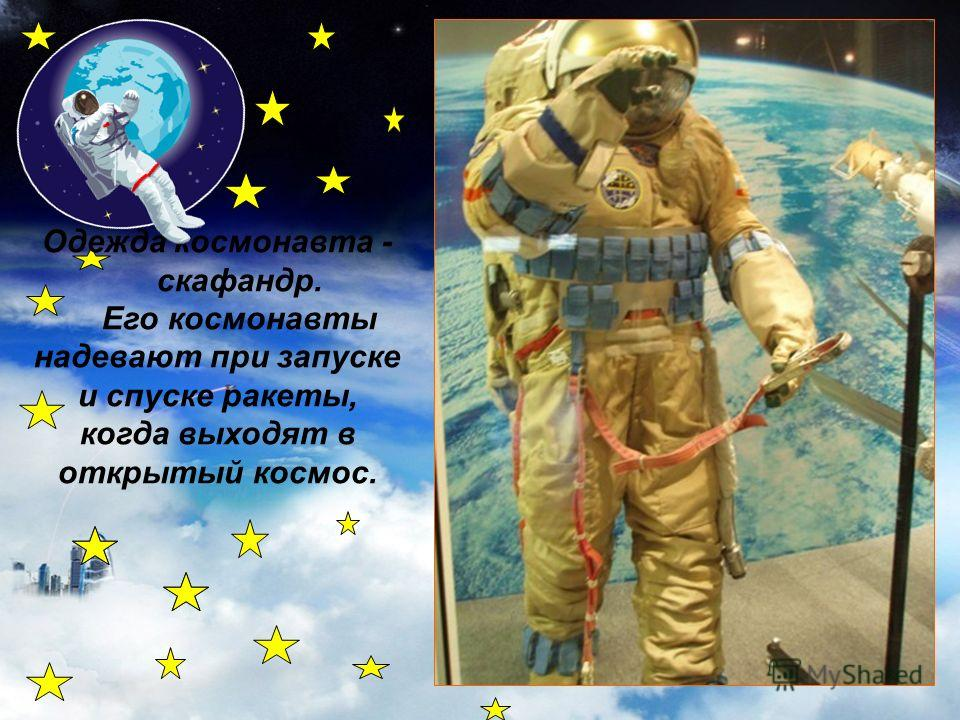 Одежда космонавта -
скафандр.
Его космонавты
надевают при запуске
и спуске ракеты,
когда выходят в
открытый космос.
MyShared